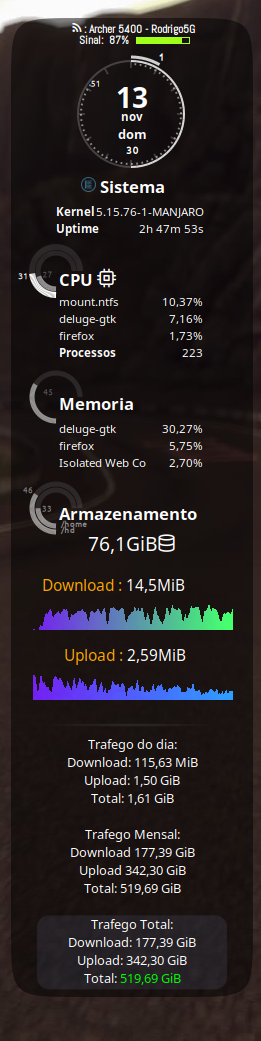 : Archer 5400 - Rodrigo5G
Sinal: 87%
1
51
13
nov
dom
30
Sistema
Kernel 5.15.76-1-MANJARO
Uptime 2h 47m 53s
31 27
CPU
mount.ntfs 10,37%
deluge-gtk 7,16%
firefox 1,73%
Processos 223
45
Memoria
deluge-gtk 30,27%
firefox 5,75%
Isolated Web Co 2,70%
46
33
Armazenamento
/home
/hd
76,1GiB
Download : 14,5MiB
Upload : 2,59MiB
Trafego do dia:
Download: 115,63 MiB
Upload: 1,50 GiB
Total: 1,61 GiB
Trafego Mensal:
Download 177,39 GiB
Upload 342,30 GiB
Total: 519,69 GiB
Trafego Total:
Download: 177,39 GiB
Upload: 342,30 GiB
Total: 519,69 GiB